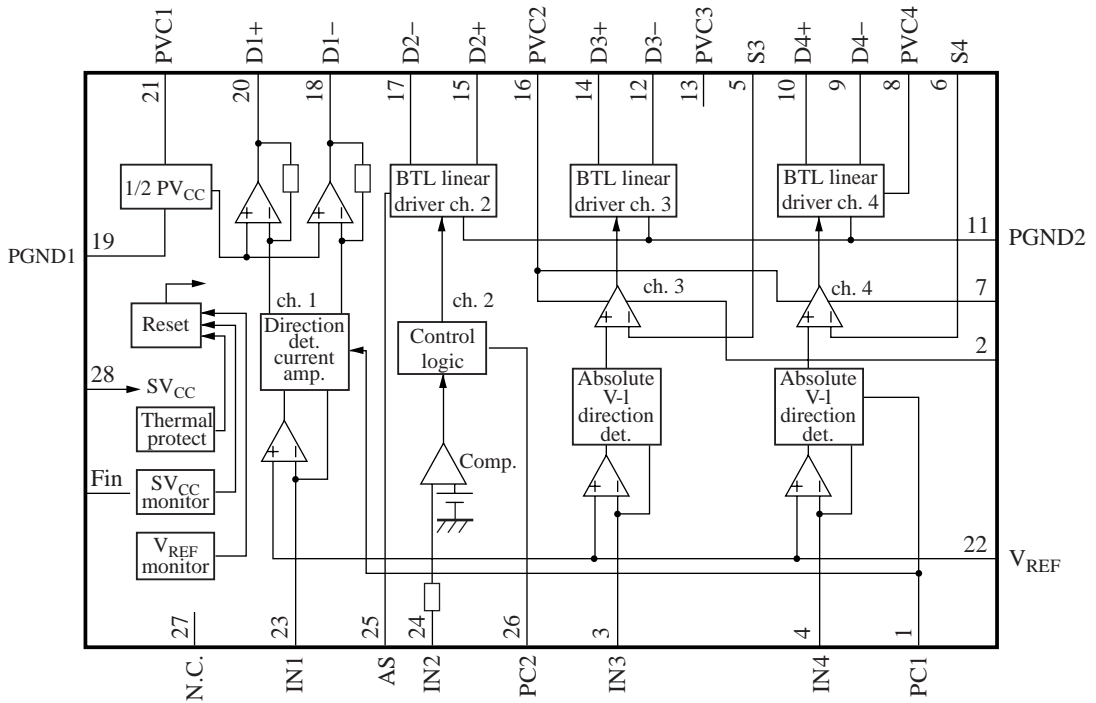 PVC1
D1+
D1−
D2−
D2+
PVC2
D3+
D3−
PVC3
S3
D4+
D4−
PVC4
S4
21
20
18
17
15
16
14
12
13
5
10
9
8
6
1/2 PVCC
BTL linear
driver ch. 2
BTL linear
driver ch. 3
BTL linear
driver ch. 4
+
−
+
−
19
PGND1
11
PGND2
ch. 1
ch. 2
ch. 3
ch. 4
7
Reset
Direction
det.
current
amp.
Control
logic
+
−
+
−
2
28
SVCC
Absolute
V-l
direction
det.
Absolute
V-l
direction
det.
Thermal
protect
+
−
Comp.
Fin
SVCC
monitor
+
−
+
−
VREF
monitor
22
VREF
27
23
25
24
26
3
4
1
N.C.
IN1
AS
IN2
PC2
IN3
IN4
PC1